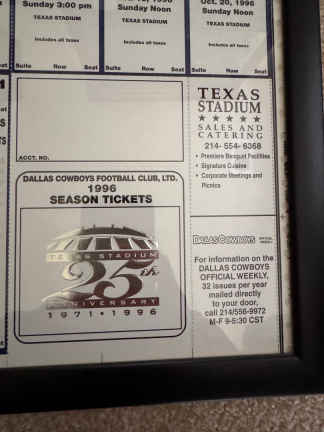 Sunday 3:00 pm
TEXAS STADIUM
Includes all taxes
Suite Row Seat
Sunday Noon
TEXAS STADIUM
Includes all taxes
Suite Row Seat
Oct. 20, 1996
Sunday Noon
TEXAS STADIUM
Includes all taxes
Suite Row Seat
ACCT. NO.
TEXAS
STADIUM
★ ★ ★ ★ ★
SALES AND
CATERING
214- 554- 6368
• Premiere Banquet Facilities
• Signature Cuisine
• Corporate Meetings and
Picnics
DALLAS COWBOYS FOOTBALL CLUB, LTD.
1996
SEASON TICKETS
TEXAS STADIUM
25th
ANNIVERSARY
1971 • 1996
DALLAS COWBOYS
For information on the
DALLAS COWBOYS
OFFICIAL WEEKLY,
32 issues per year
mailed directly
to your door,
call 214/556-9972
M-F 9-5:30 CST